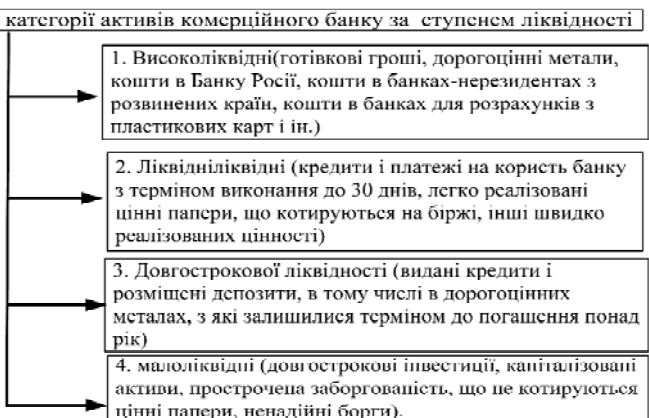 категорії активів комерційного банку за ступенем ліквідності
1. Високоліквідні(готівкові гроші, дорогоцінні метали,
кошти в Банку Росії, кошти в банках-нерезидентах з
розвинених країн, кошти в банках для розрахунків з
пластикових карт і ін.)
2. Ліквідніліквідні (кредити і платежі на користь банку
з терміном виконання до 30 днів, легко реалізовані
цінні папери, що котируються на біржі, інші швидко
реалізованих цінності)
3. Довгострокової ліквідності (видані кредити і
розміщені депозити, в тому числі в дорогоцінних
металах, з які залишилися терміном до погашення понад
рік)
4. малоліквідні (довгострокові інвестиції, капіталізовані
активи, прострочена заборгованість, що не котируються
цінні папери, ненадійні борги).